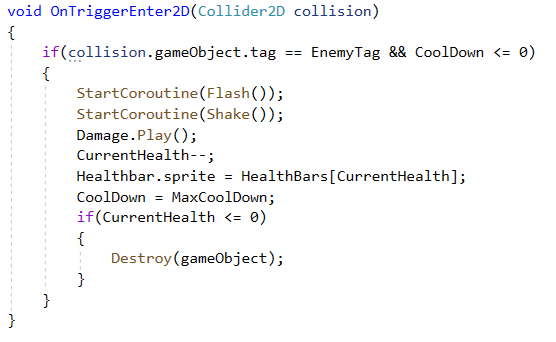 void OnTriggerEnter2D(Collider2D collision)
{
    if(collision.gameObject.tag == EnemyTag && CoolDown <= 0)
    {
        StartCoroutine(Flash());
        StartCoroutine(Shake());
        Damage.Play();
        CurrentHealth--;
        Healthbar.sprite = HealthBars[CurrentHealth];
        CoolDown = MaxCoolDown;
        if(CurrentHealth <= 0)
        {
            Destroy(gameObject);
        }
    }
}